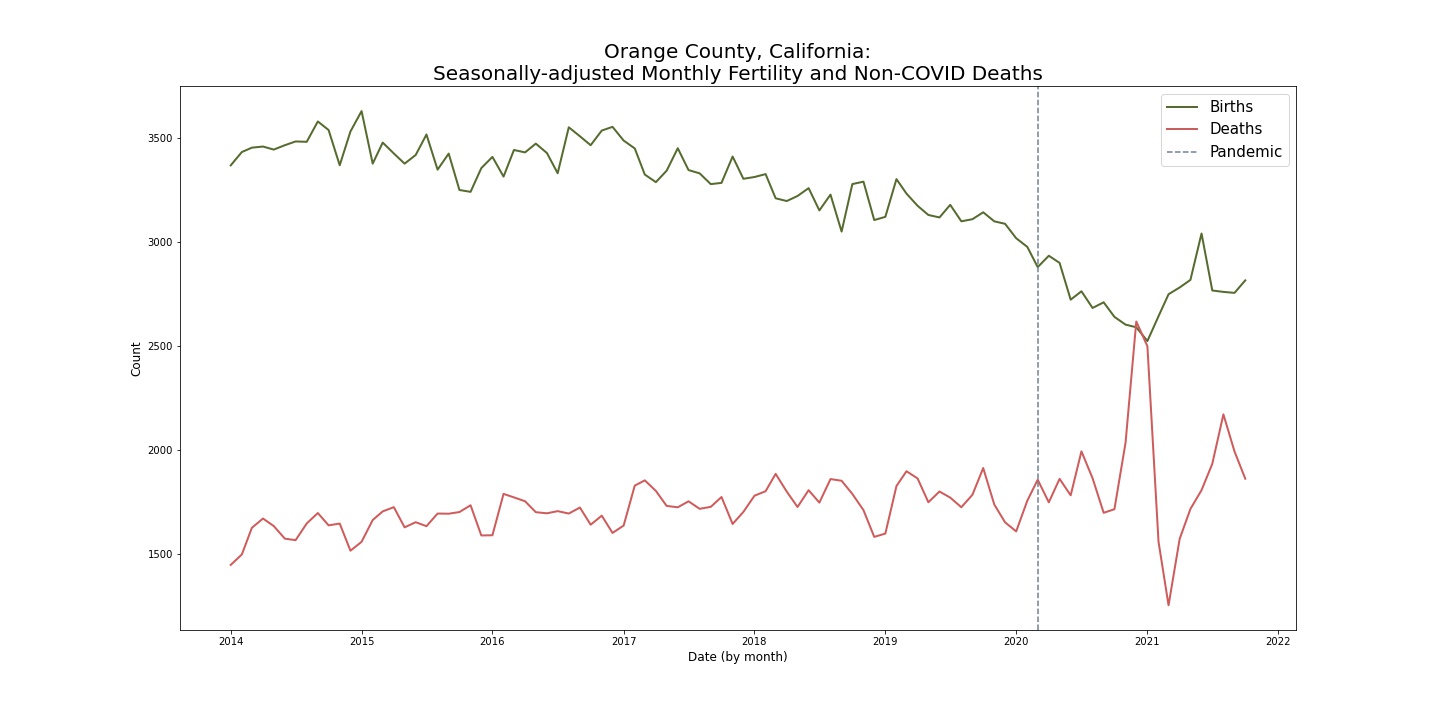 Orange County, California:
Seasonally-adjusted Monthly Fertility and Non-COVID Deaths
Births
Deaths
Pandemic
Count
3500
3000
2500
2000
1500
2014
2015
2016
2017
2018
2019
2020
2021
2022
Date (by month)